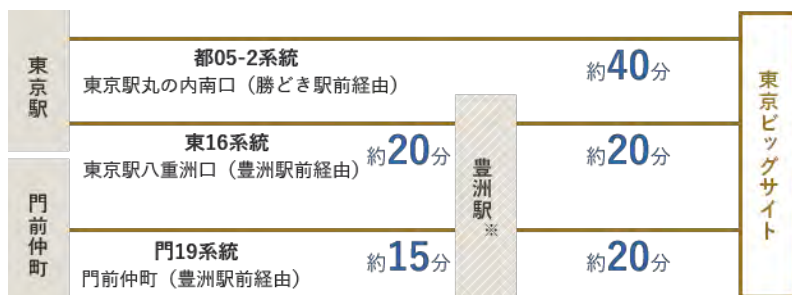 東京駅
都05-2系統
東京駅丸の内南口（勝どき駅前経由）
約40分
東16系統
東京駅八重洲口（豊洲駅前経由）
約20分
約20分
門前仲町
門19系統
門前仲町（豊洲駅前経由）
約15分
約20分
豊洲駅※
東京ビッグサイト